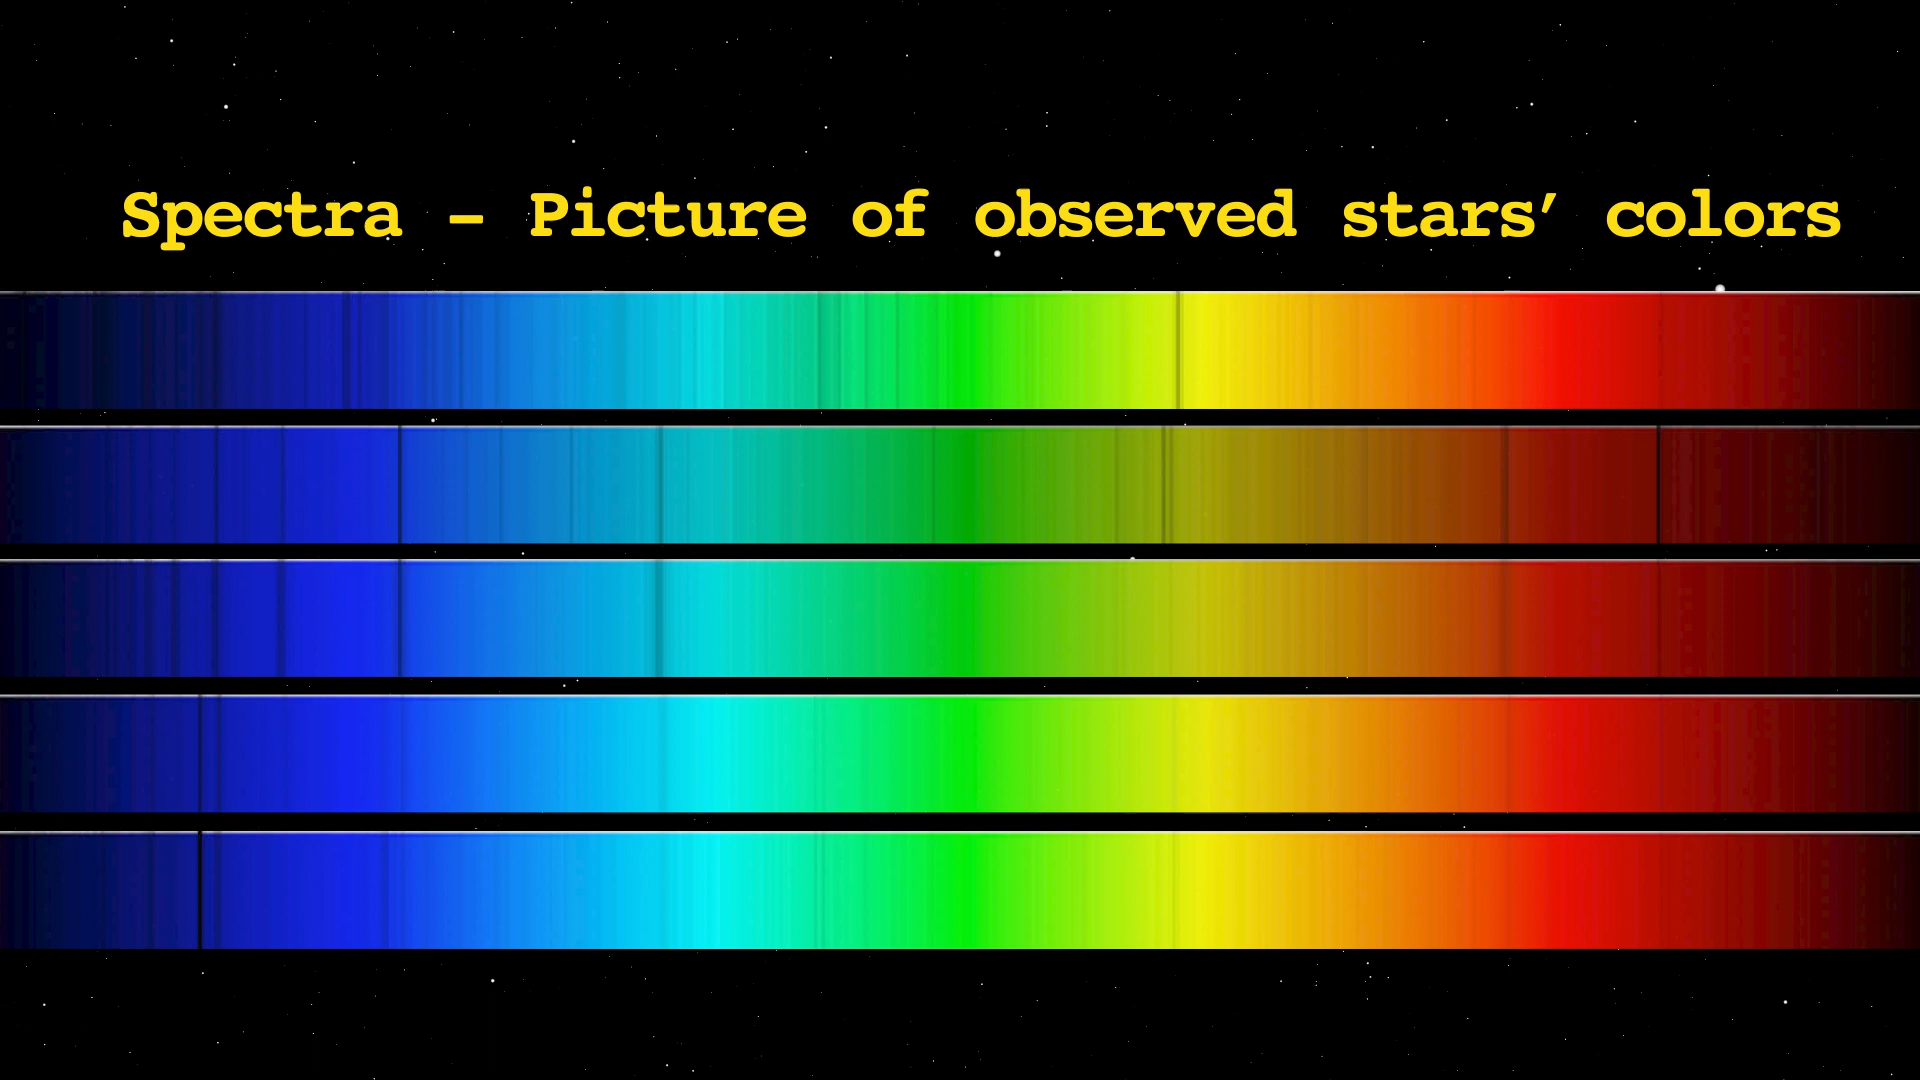 Spectra – Picture of observed stars’ colors